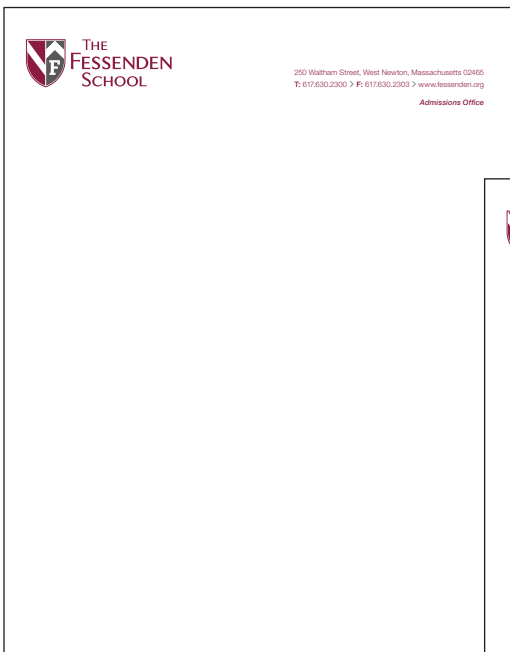 THE
FESSENDEN
SCHOOL
F
250 Waltham Street, West Newton, Massachusetts 02465
T: 617.630.2300 > F: 617.630.2303 > www.fessenden.org
Admissions Office